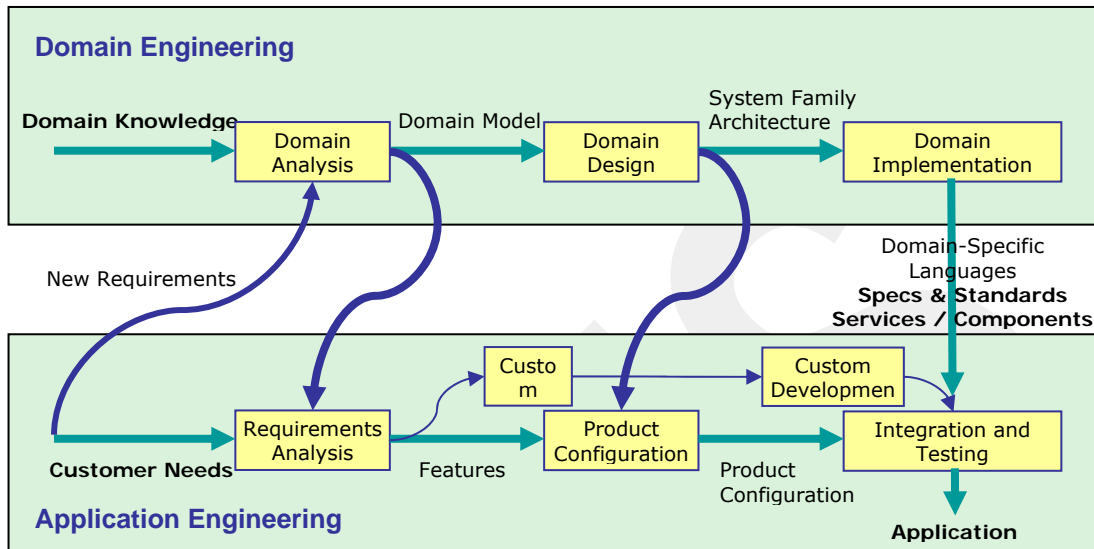 Domain Engineering
System Family
Architecture
Domain Knowledge
Domain Model
Domain
Analysis
Domain
Design
Domain
Implementation
New Requirements
Domain-Specific
Languages
Specs & Standards
Services / Components
Custo
m
Custom
Developmen
Requirements
Analysis
Product
Configuration
Integration and
Testing
Customer Needs
Features
Product
Configuration
Application Engineering
Application